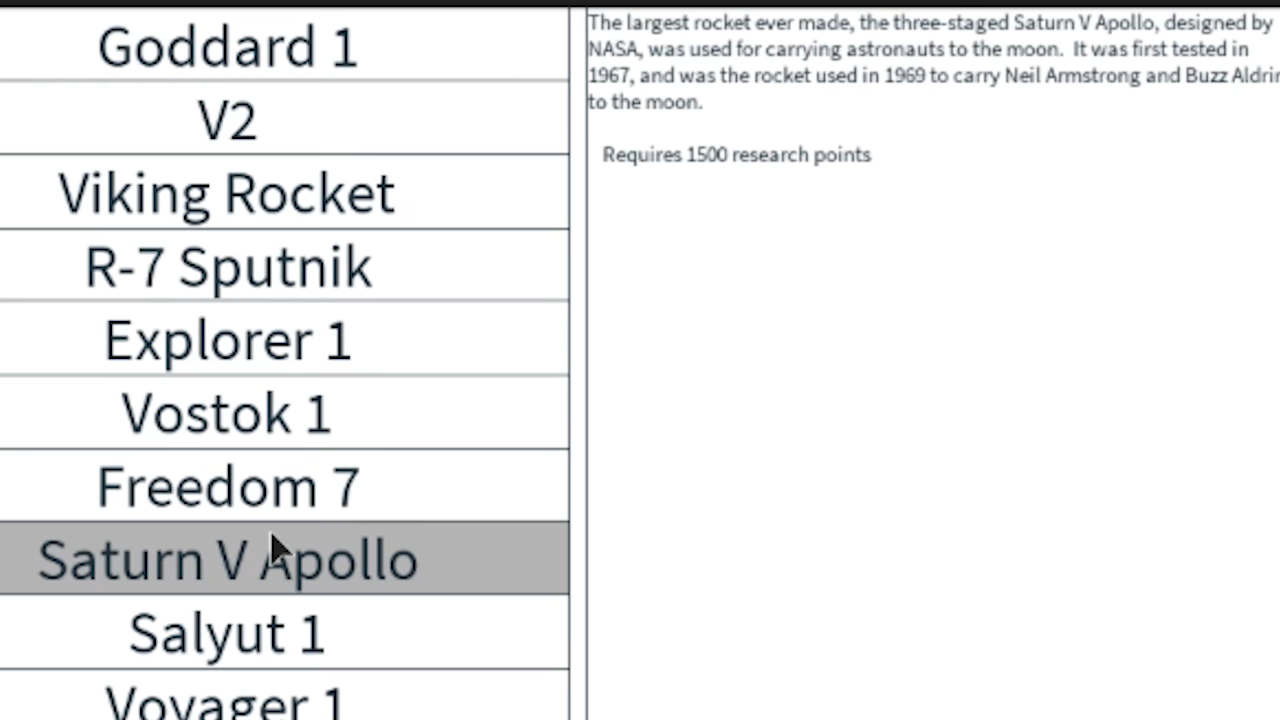 Goddard 1
V2
Viking Rocket
R-7 Sputnik
Explorer 1
Vostok 1
Freedom 7
Saturn V Apollo
Salyut 1
Voyager 1
The largest rocket ever made, the three-staged Saturn V Apollo, designed by
NASA, was used for carrying astronauts to the moon.  It was first tested in
1967, and was the rocket used in 1969 to carry Neil Armstrong and Buzz Aldrin
to the moon.
Requires 1500 research points